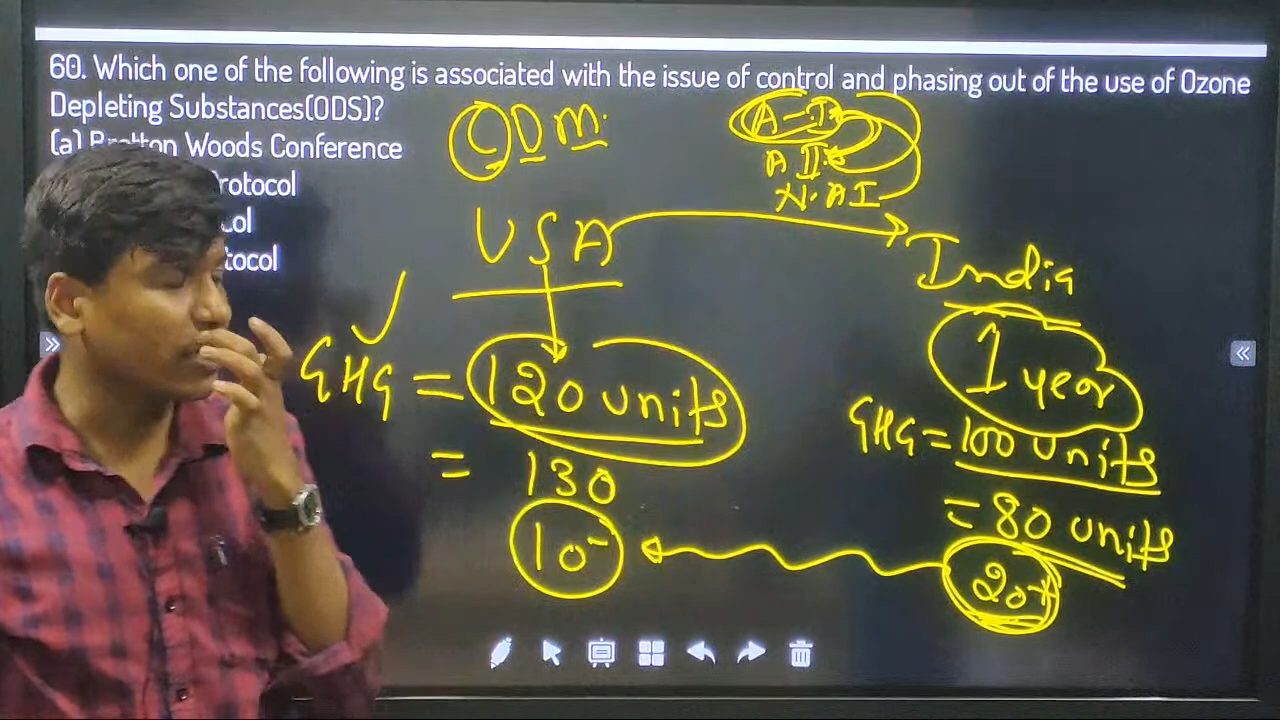 60. Which one of the following is associated with the issue of control and phasing out of the use of Ozone
Depleting Substances(ODS)?
(a) Bretton Woods Conference
rotocol
col
tocol
CDM
A-I
A II
N. AI
USA
India
1 year
GHG = 120 units
= 130
10-
GHG = 100 units
= 80 units
20+